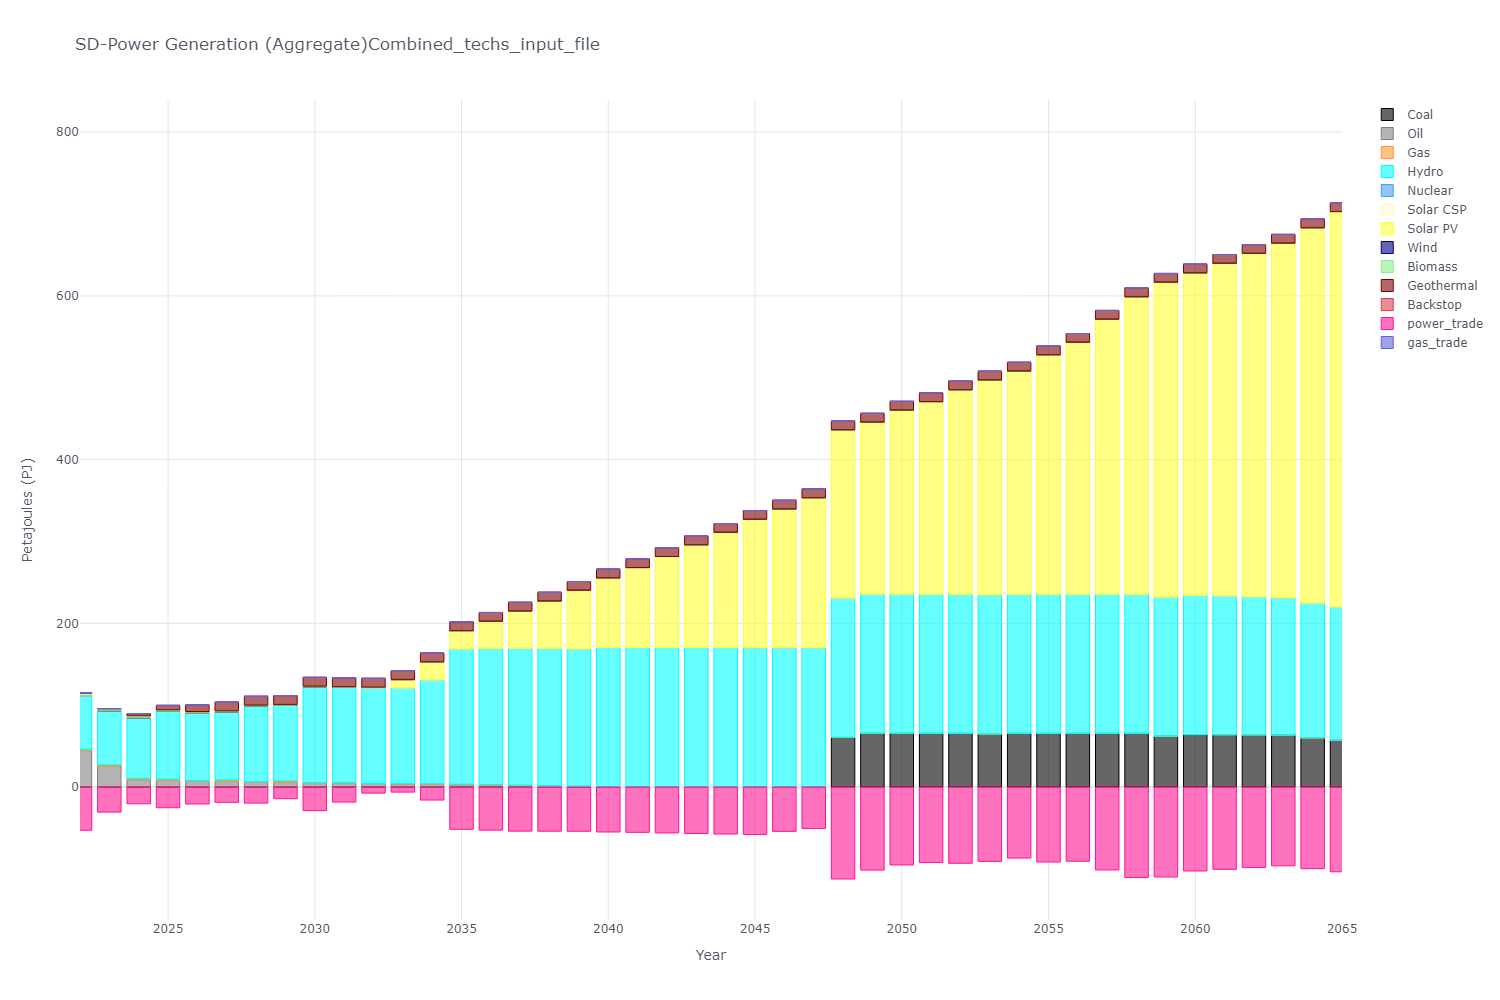 SD-Power Generation (Aggregate)Combined_techs_input_file
800
600
400
200
0
Petajoules (PJ)
2025
2030
2035
2040
2045
2050
2055
2060
2065
Year
Coal
Oil
Gas
Hydro
Nuclear
Solar CSP
Solar PV
Wind
Biomass
Geothermal
Backstop
power_trade
gas_trade